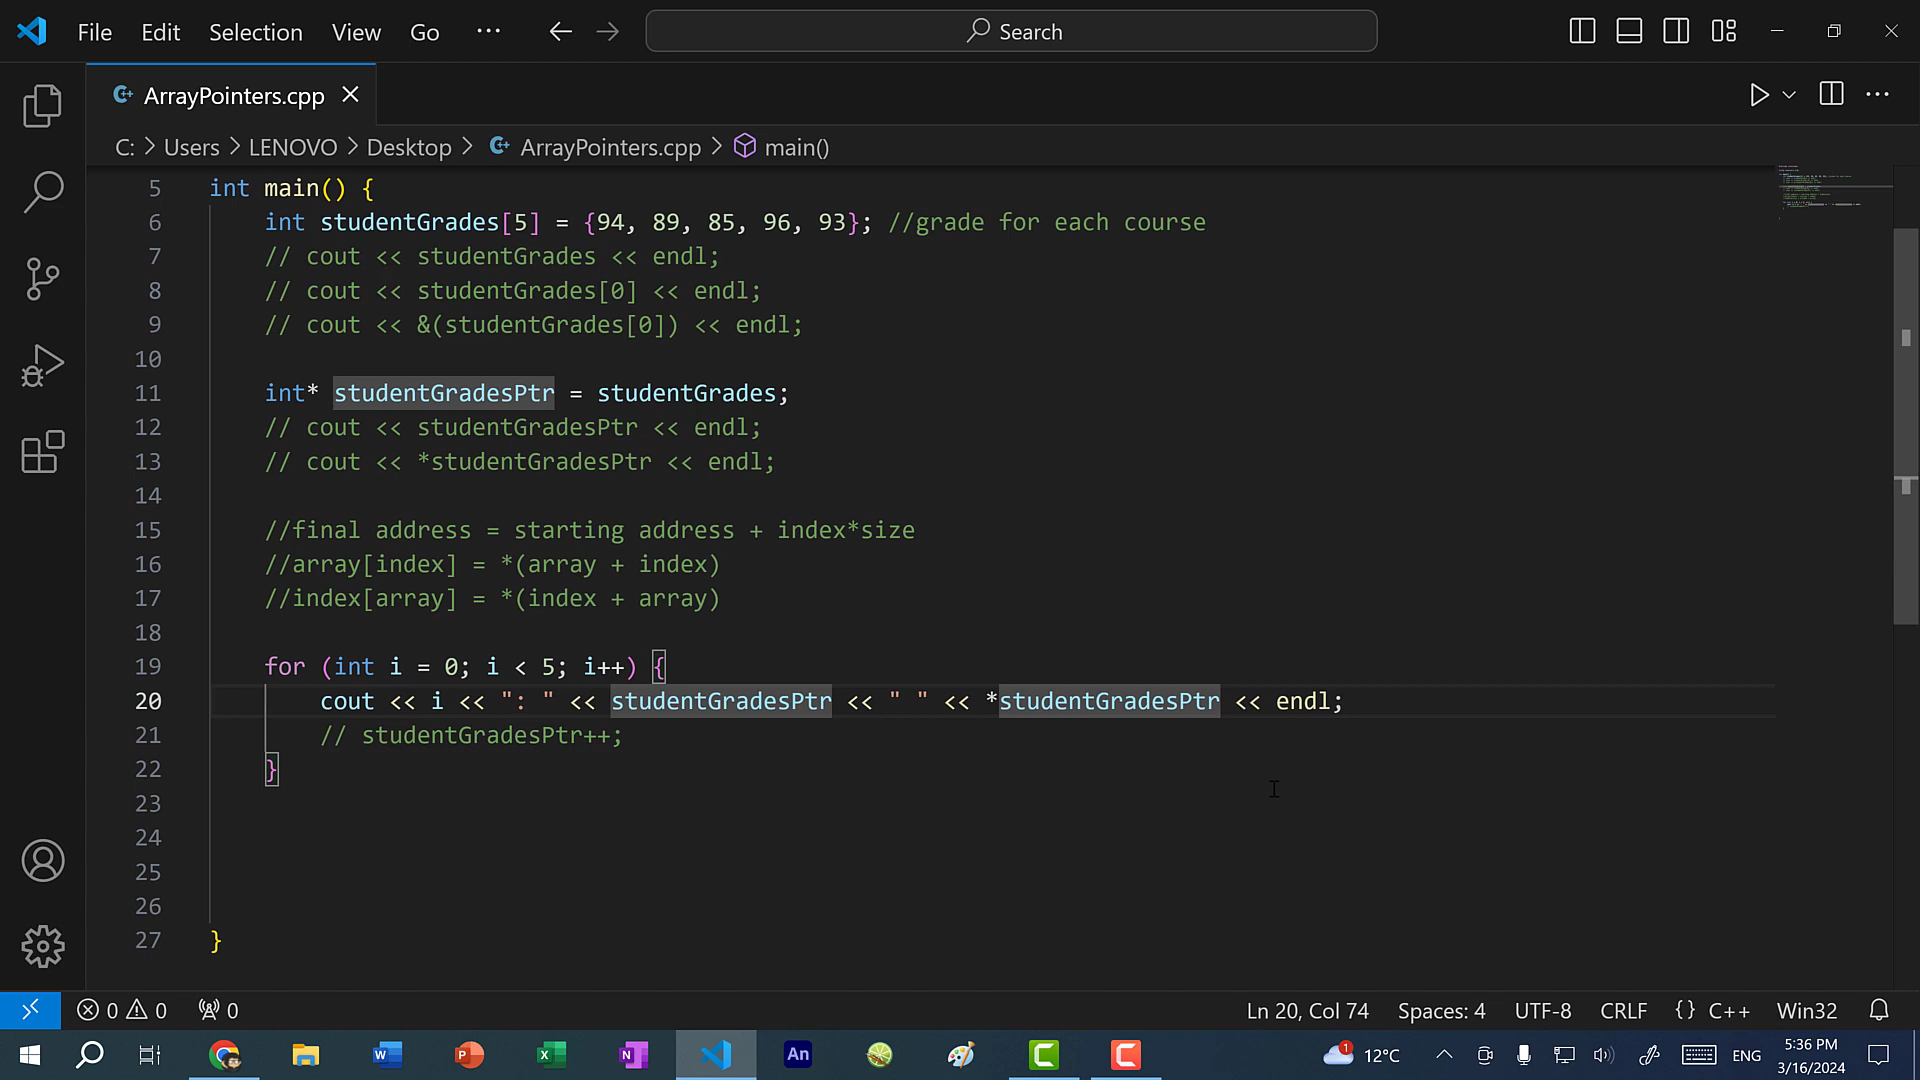 File Edit Selection View Go ··· Search
ArrayPointers.cpp
C: > Users > LENOVO > Desktop > ArrayPointers.cpp > main()
5 int main() {
6 int studentGrades[5] = {94, 89, 85, 96, 93}; //grade for each course
7 // cout << studentGrades << endl;
8 // cout << studentGrades[0] << endl;
9 // cout << &(studentGrades[0]) << endl;
10
11 int* studentGradesPtr = studentGrades;
12 // cout << studentGradesPtr << endl;
13 // cout << *studentGradesPtr << endl;
14
15 //final address = starting address + index*size
16 //array[index] = *(array + index)
17 //index[array] = *(index + array)
18
19 for (int i = 0; i < 5; i++) {
20 cout << i << ": " << studentGradesPtr << " " << *studentGradesPtr << endl;
21 // studentGradesPtr++;
22 }
23
24
25
26
27 }
0 0 0 Ln 20, Col 74 Spaces: 4 UTF-8 CRLF {} C++ Win32
An 1 12°C ENG 5:36 PM
3/16/2024